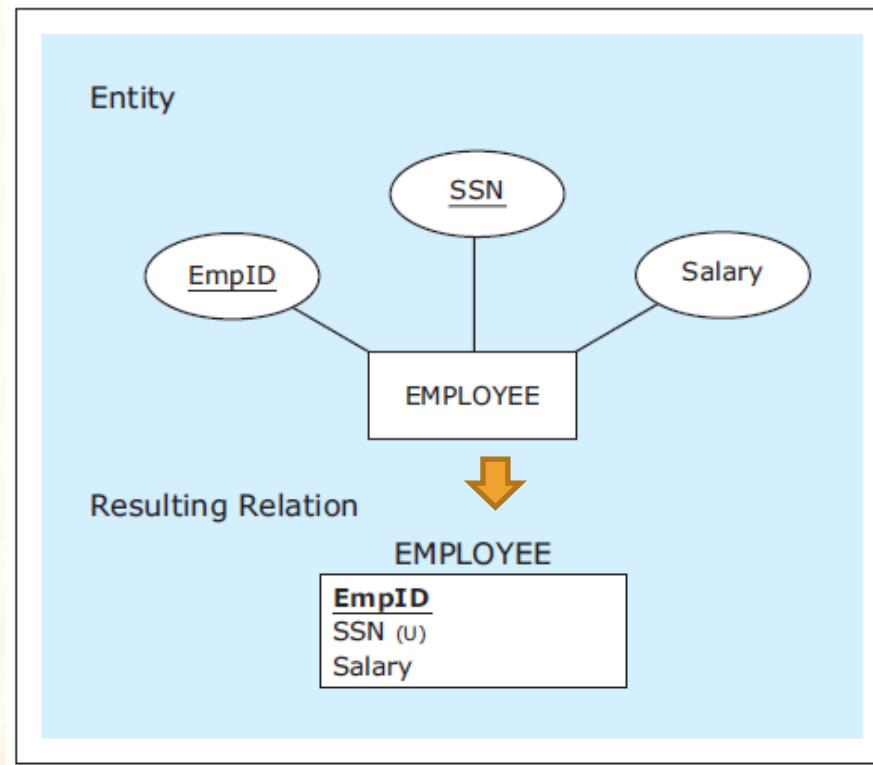 Entity
SSN
EmpID
Salary
EMPLOYEE
Resulting Relation
EMPLOYEE
EmpID
SSN (U)
Salary